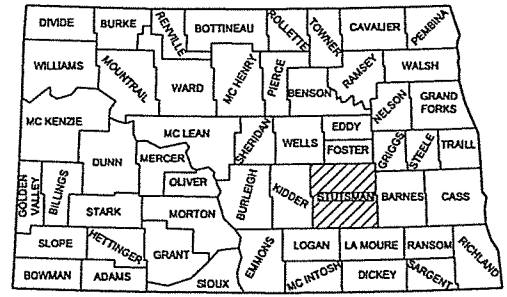 DIVIDE
BURKE
RENVILLE
BOTTINEAU
ROLLETTE
TOWNER
CAVALIER
PEMBINA
WILLIAMS
MOUNTRAIL
WARD
MC HENRY
PIERCE
BENSON
RAMSEY
WALSH
NELSON
GRAND
FORKS
MC KENZIE
MC LEAN
SHERIDAN
WELLS
EDDY
FOSTER
GRIGGS
STEELE
TRAILL
DUNN
MERCER
OLIVER
GOLDEN
VALLEY
BILLINGS
STARK
MORTON
BURLEIGH
KIDDER
STUTSMAN
BARNES
CASS
SLOPE
HETTINGER
GRANT
SIOUX
EMMONS
LOGAN
LA MOURE
RANSOM
RICHLAND
BOWMAN
ADAMS
MC INTOSH
DICKEY
SARGENT